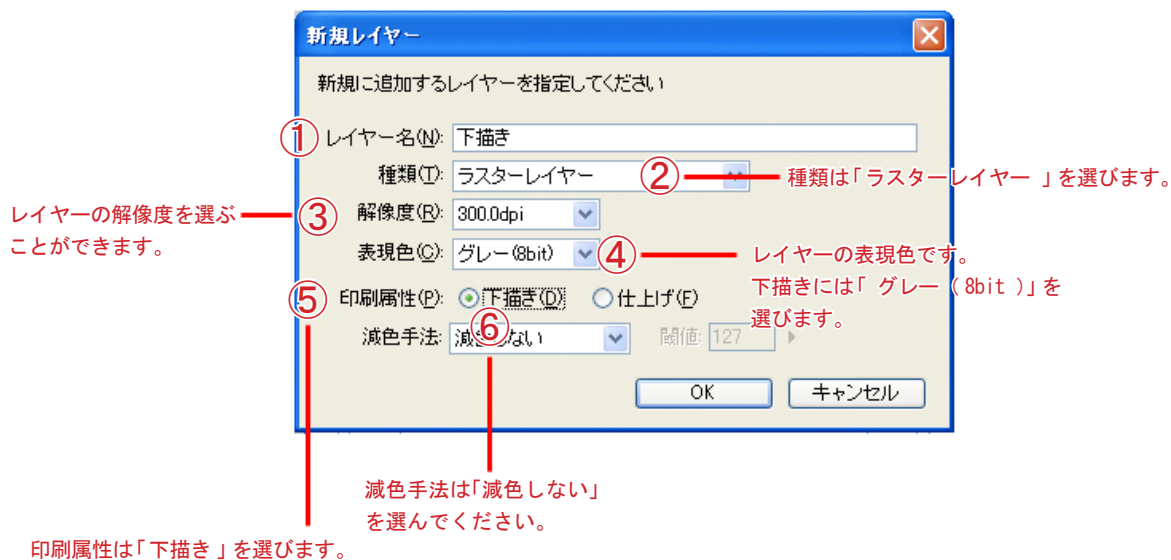 新規レイヤー
新規に追加するレイヤーを指定してください
① レイヤー名(N): 下描き
種類(T): ラスターレイヤー ② 種類は「ラスターレイヤー 」を選びます。
レイヤーの解像度を選ぶ
ことができます。
③ 解像度(R): 300.0dpi
表現色(C): グレー(8bit) ④
レイヤーの表現色です。
下描きには「 グレー ( 8bit )」を
選びます。
⑤ 印刷属性(P): 下描き(D) 仕上げ(F)
減色手法: 減色しない ⑥ 閾値: 127
OK キャンセル
減色手法は「減色しない」
を選んでください。
印刷属性は「下描き 」を選びます。